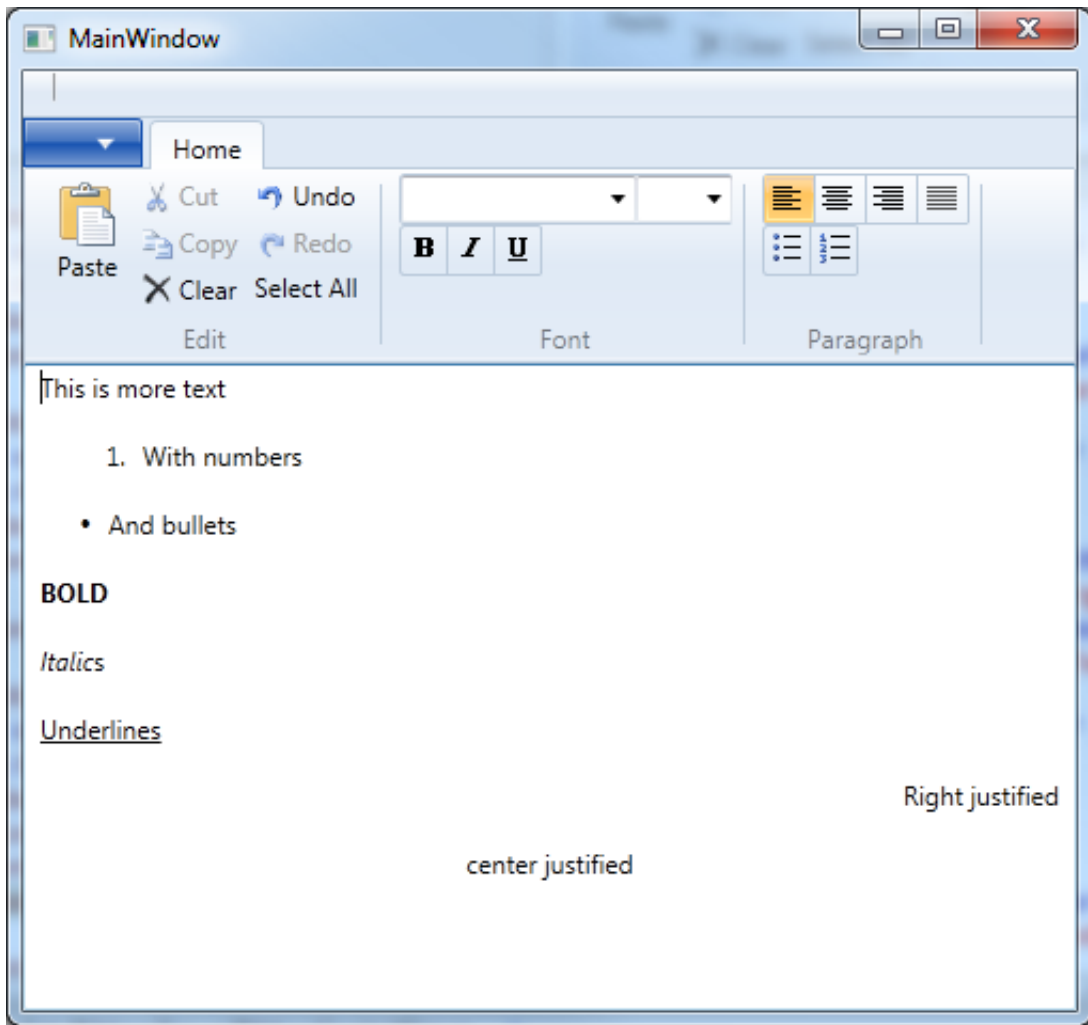 MainWindow
Home
Paste
Cut
Undo
Copy
Redo
Clear
Select All
Edit
B I U
Font
Paragraph
This is more text
1. With numbers
• And bullets
BOLD
Italics
Underlines
Right justified
center justified